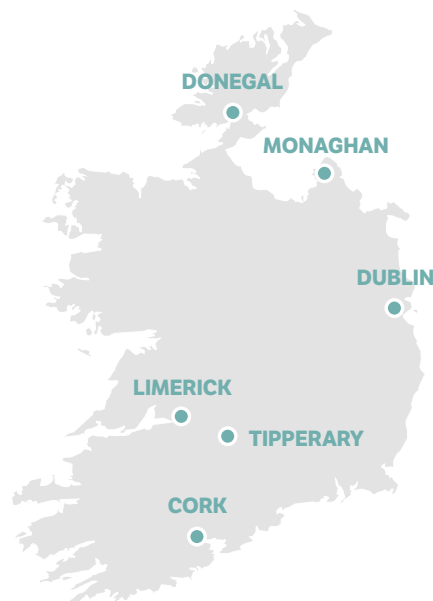 DONEGAL
MONAGHAN
DUBLIN
LIMERICK
TIPPERARY
CORK